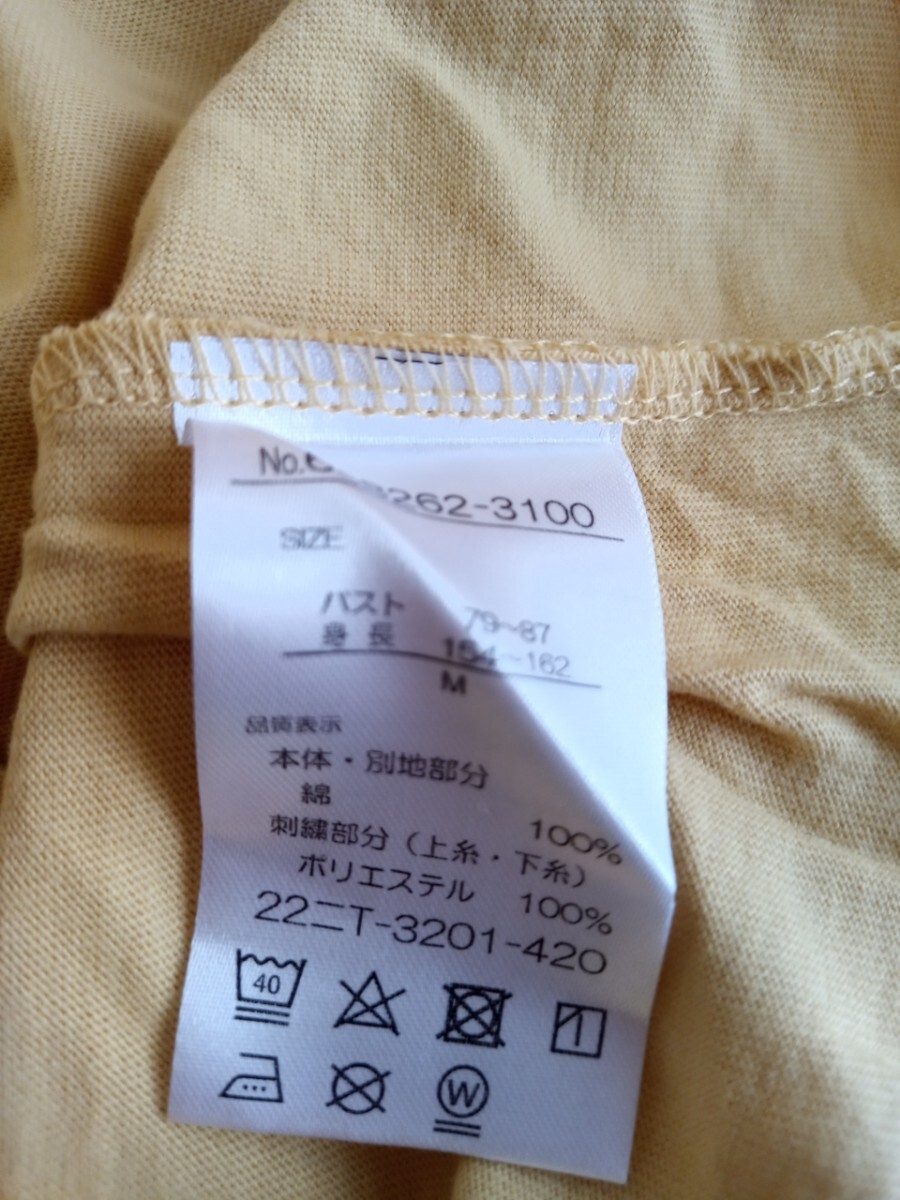 No.
262-3100
SIZE
バスト 79~87
身長 154~162
M
品質表示
本体・別地部分
綿 100%
刺繍部分(上糸・下糸)
ポリエステル 100%
22ニT-3201-420
40
W